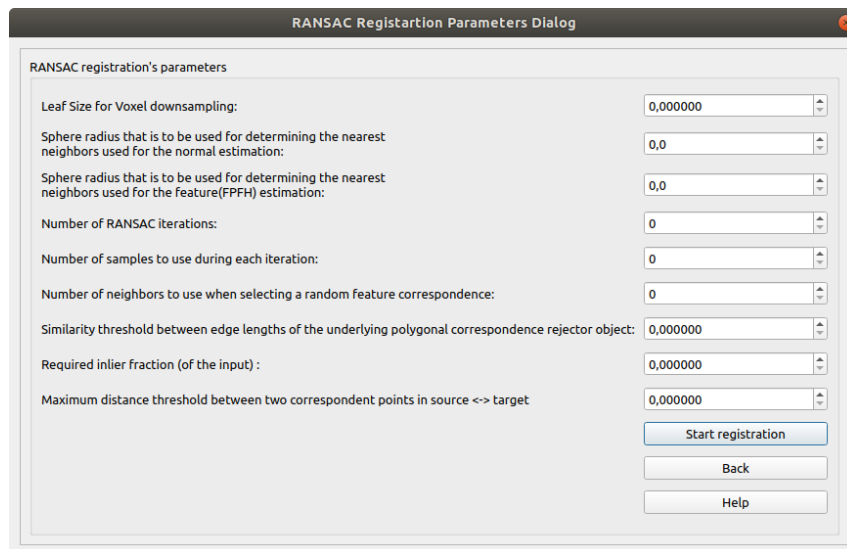 RANSAC Registartion Parameters Dialog
RANSAC registration's parameters
Leaf Size for Voxel downsampling: 0,000000
Sphere radius that is to be used for determining the nearest
neighbors used for the normal estimation: 0,0
Sphere radius that is to be used for determining the nearest
neighbors used for the feature(FPFH) estimation: 0,0
Number of RANSAC iterations: 0
Number of samples to use during each iteration: 0
Number of neighbors to use when selecting a random feature correspondence: 0
Similarity threshold between edge lengths of the underlying polygonal correspondence rejector object: 0,000000
Required inlier fraction (of the input) : 0,000000
Maximum distance threshold between two correspondent points in source <-> target 0,000000
Start registration
Back
Help